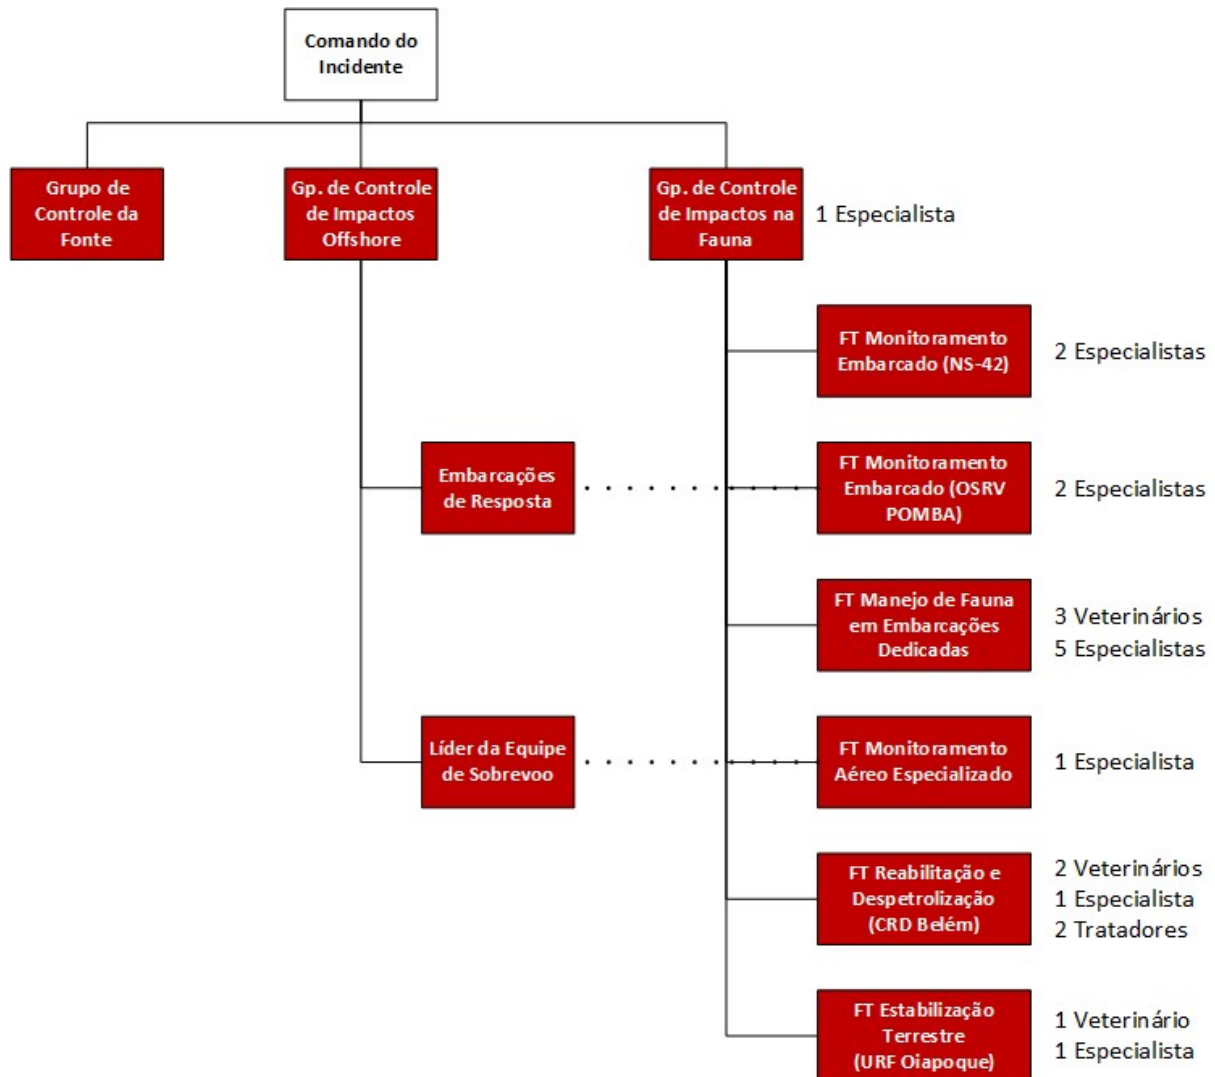 Comando do
Incidente
Grupo de
Controle da
Fonte
Gp. de Controle
de Impactos
Offshore
Gp. de Controle
de Impactos na
Fauna
1 Especialista
FT Monitoramento
Embarcado (NS-42)
2 Especialistas
Embarcações
de Resposta
FT Monitoramento
Embarcado (OSRV
POMBA)
2 Especialistas
FT Manejo de Fauna
em Embarcações
Dedicadas
3 Veterinários
5 Especialistas
Líder da Equipe
de Sobrevoo
FT Monitoramento
Aéreo Especializado
1 Especialista
FT Reabilitação e
Despetrolização
(CRD Belém)
2 Veterinários
1 Especialista
2 Tratadores
FT Estabilização
Terrestre
(URF Oiapoque)
1 Veterinário
1 Especialista